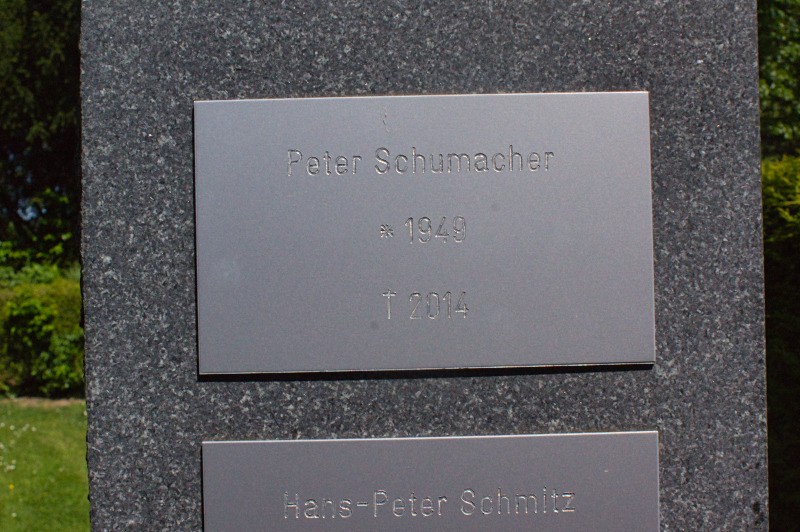 Peter Schumacher
* 1949
† 2014
Hans-Peter Schmitz